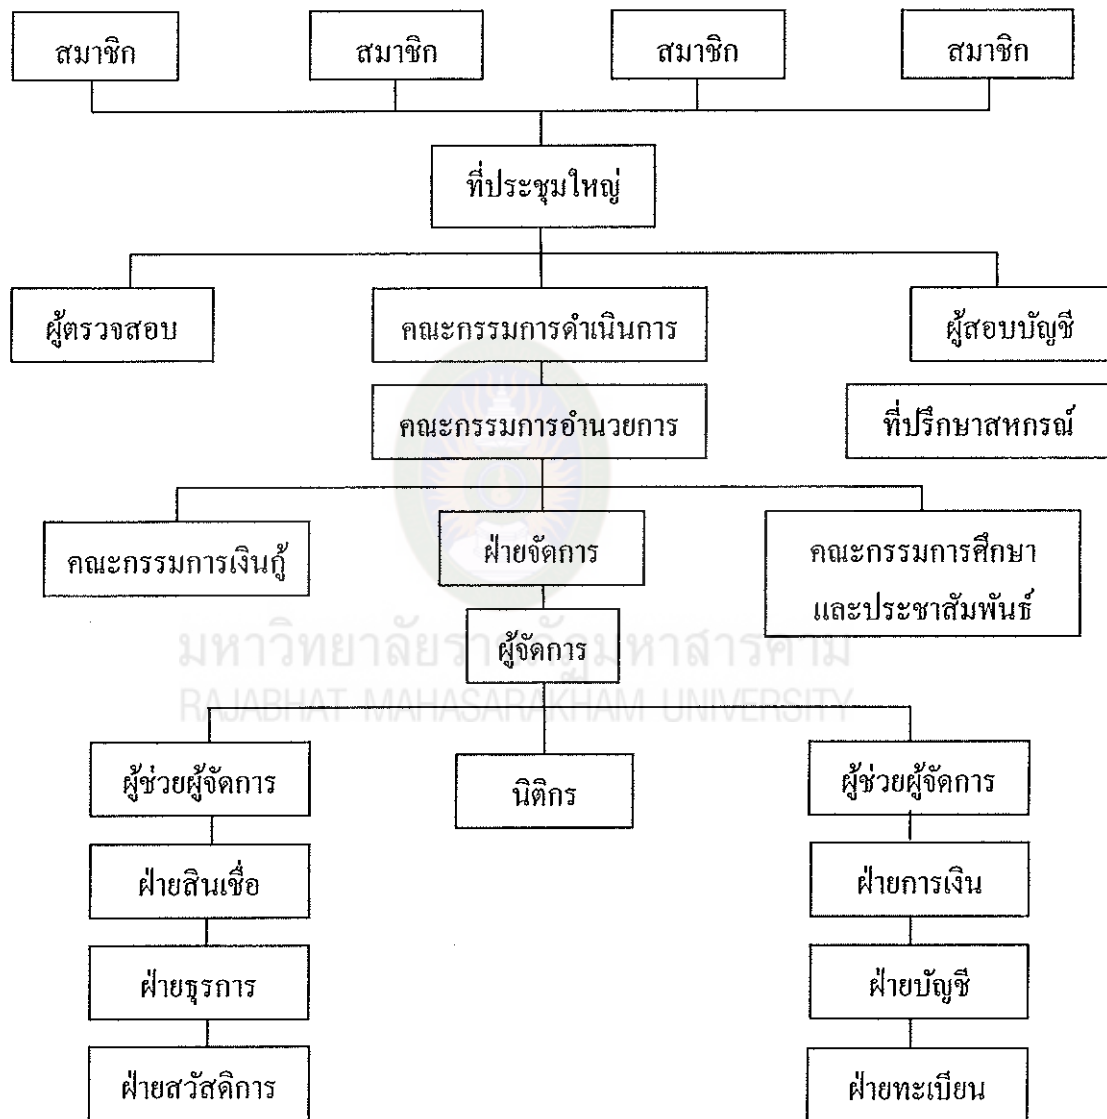 สมาชิก สมาชิก สมาชิก สมาชิก
ที่ประชุมใหญ่
ผู้ตรวจสอบ คณะกรรมการดำเนินการ ผู้สอบบัญชี
คณะกรรมการอำนวยการ ที่ปรึกษาสหกรณ์
คณะกรรมการเงินกู้ ฝ่ายจัดการ คณะกรรมการศึกษา
และประชาสัมพันธ์
ผู้จัดการ
มหาวิทยาลัยราชภัฏมหาสารคาม
RAJABHAT MAHASARAKHAM UNIVERSITY
ผู้ช่วยผู้จัดการ นิติกร ผู้ช่วยผู้จัดการ
ฝ่ายสินเชื่อ ฝ่ายการเงิน
ฝ่ายธุรการ ฝ่ายบัญชี
ฝ่ายสวัสดิการ ฝ่ายทะเบียน